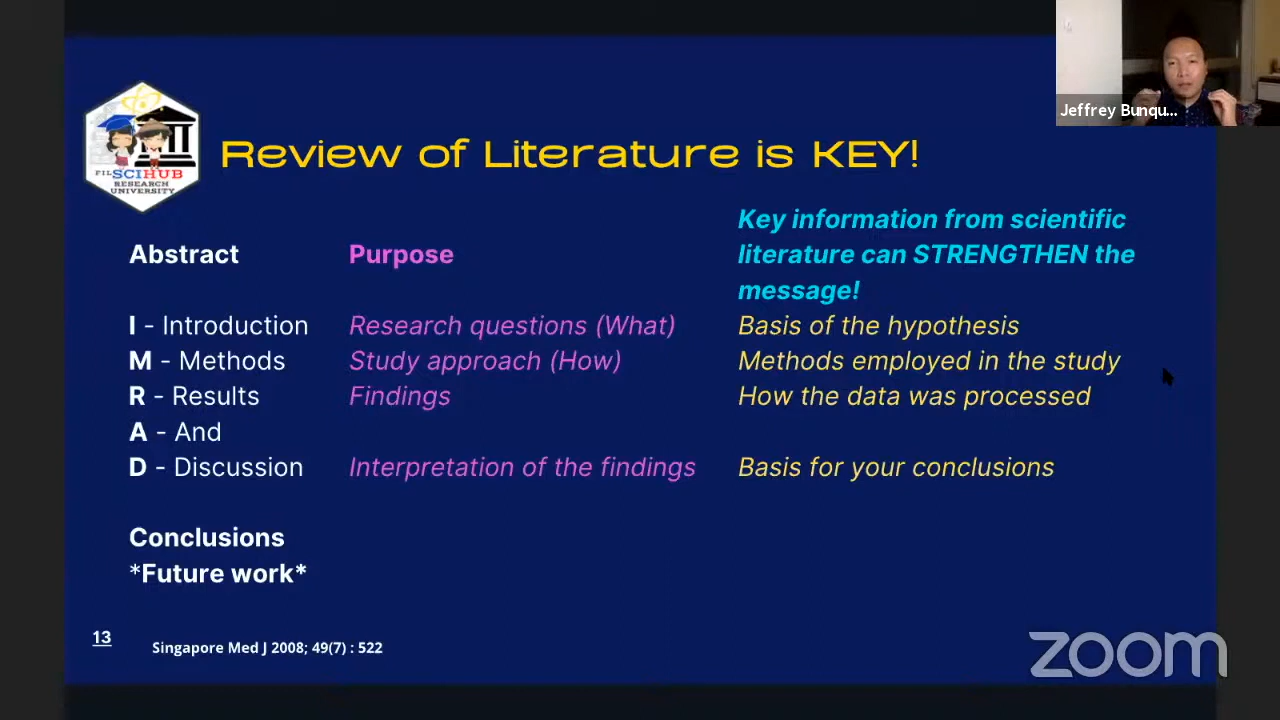 Jeffrey Bunqu...
FILSCIHUB
RESEARCH
UNIVERSITY
Review of Literature is KEY!
Abstract
Purpose
Key information from scientific
literature can STRENGTHEN the
message!
I - Introduction
Research questions (What)
Basis of the hypothesis
M - Methods
Study approach (How)
Methods employed in the study
R - Results
Findings
How the data was processed
A - And
D - Discussion
Interpretation of the findings
Basis for your conclusions
Conclusions
*Future work*
13
Singapore Med J 2008; 49(7) : 522
zoom